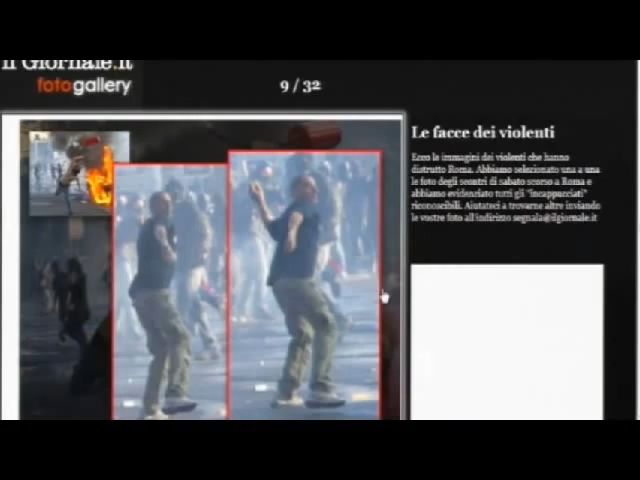 il Giornale.it
fotogallery
9 / 32
Le facce dei violenti
Ecco le immagini dei violenti che hanno
distrutto Roma. Abbiamo selezionato una a una
le foto degli scontri di sabato scorso a Roma e
abbiamo evidenziato tutti gli "incappucciati"
riconoscibili. Aiutateci a trovarne altre inviando
le vostre foto all'indirizzo segnala@ilgiornale.it